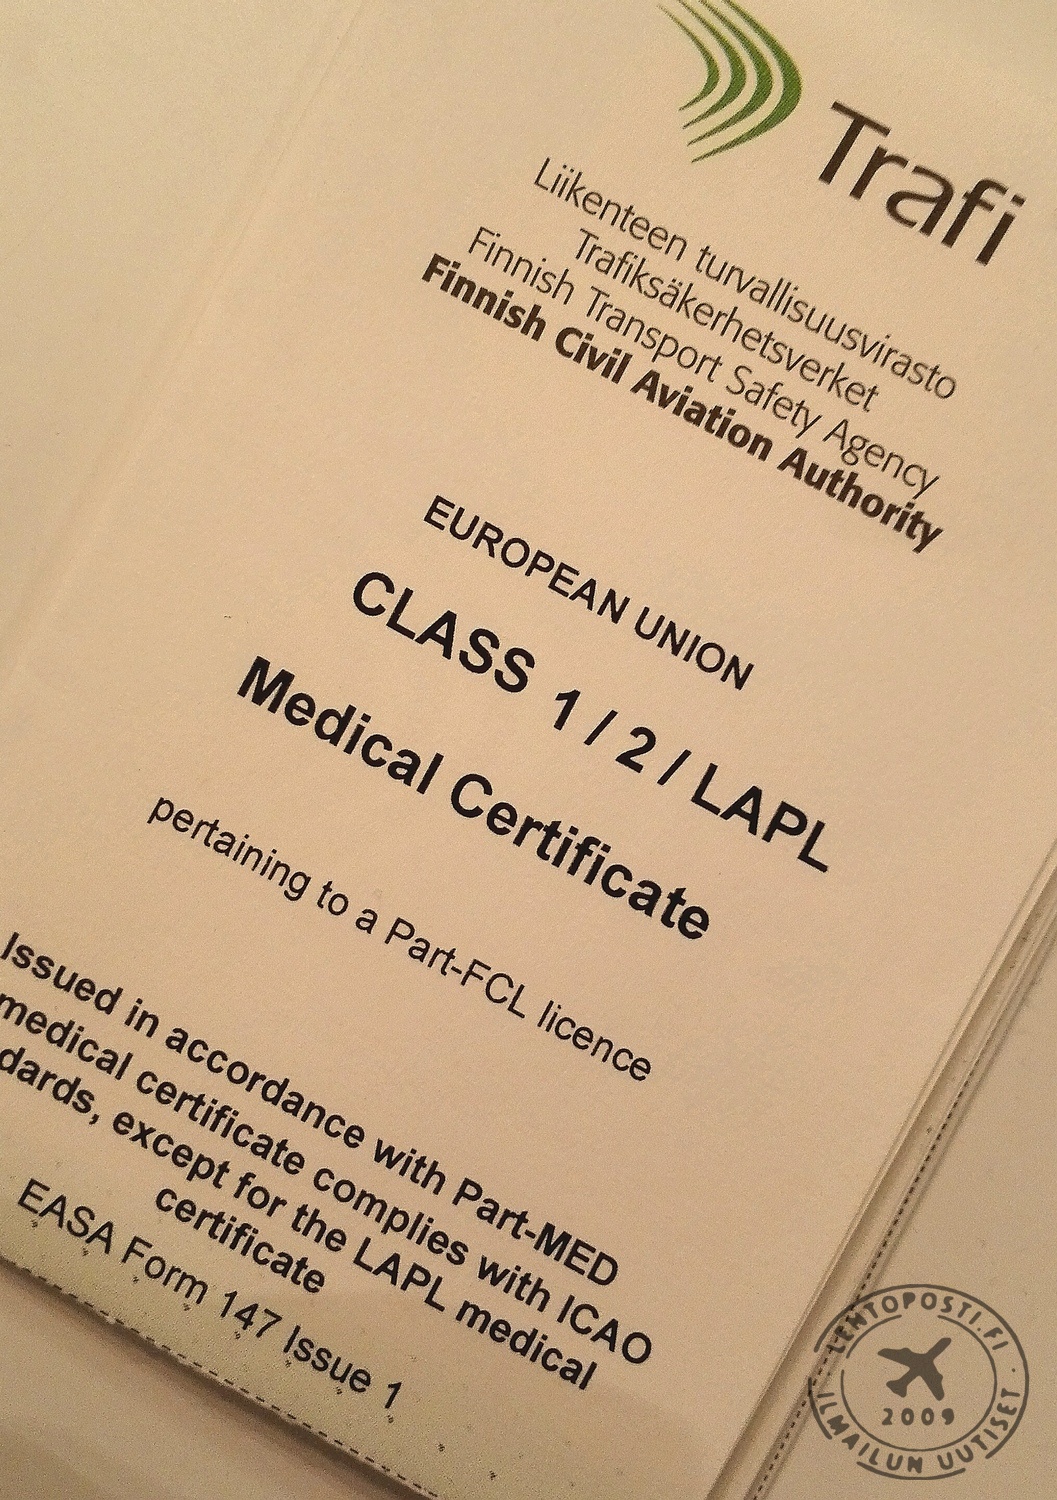 Trafi
Liikenteen turvallisuusvirasto
Trafiksäkerhetsverket
Finnish Transport Safety Agency
Finnish Civil Aviation Authority
EUROPEAN UNION
CLASS 1 / 2 / LAPL
Medical Certificate
pertaining to a Part-FCL licence
Issued in accordance with Part-MED
medical certificate complies with ICAO
dards, except for the LAPL medical
certificate
EASA Form 147 Issue 1
LENTOPOSTI.FI
2009
ILMAILUN UUTISET